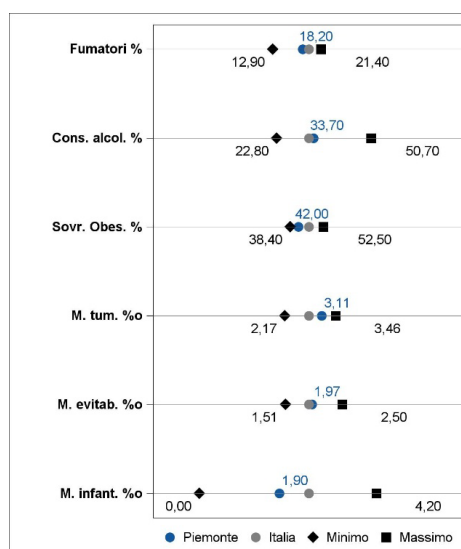 18,20
Fumatori %
12,90 21,40
33,70
Cons. alcol. %
22,80 50,70
42,00
Sovr. Obes. %
38,40 52,50
3,11
M. tum. %o
2,17 3,46
1,97
M. evitab. %o
1,51 2,50
1,90
M. infant. %o
0,00 4,20
Piemonte Italia Minimo Massimo